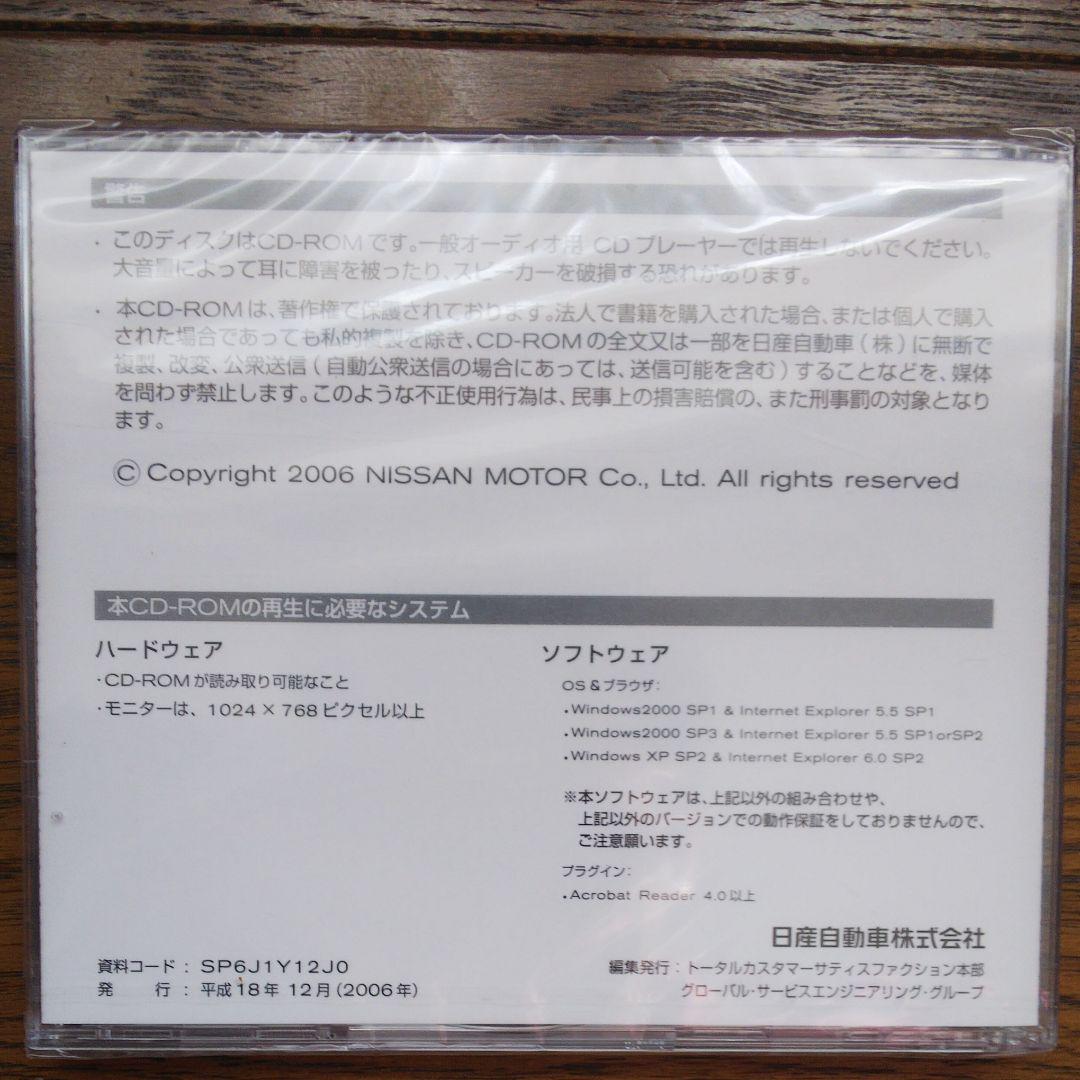 警告
・このディスクはCD-ROMです。一般オーディオ用 CDプレーヤーでは再生しないでください。
大音量によって耳に障害を被ったり、スピーカーを破損する恐れがあります。
・本CD-ROMは、著作権で保護されております。法人で書籍を購入された場合、または個人で購入
された場合であっても私的複製を除き、CD-ROMの全文又は一部を日産自動車(株)に無断で
複製、改変、公衆送信(自動公衆送信の場合にあっては、送信可能を含む)することなどを、媒体
を問わず禁止します。このような不正使用行為は、民事上の損害賠償の、また刑事罰の対象となり
ます。
© Copyright 2006 NISSAN MOTOR Co., Ltd. All rights reserved
本CD-ROMの再生に必要なシステム
ハードウェア
・CD-ROMが読み取り可能なこと
・モニターは、1024×768ピクセル以上
ソフトウェア
OS&ブラウザ:
・Windows2000 SP1 & Internet Explorer 5.5 SP1
・Windows2000 SP3 & Internet Explorer 5.5 SP1orSP2
・Windows XP SP2 & Internet Explorer 6.0 SP2
※本ソフトウェアは、上記以外の組み合わせや、
上記以外のバージョンでの動作保証をしておりませんので、
ご注意願います。
プラグイン:
・Acrobat Reader 4.0以上
日産自動車株式会社
資料コード : SP6J1Y12J0
発 行 : 平成18年12月(2006年)
編集発行:トータルカスタマーサティスファクション本部
グローバル・サービスエンジニアリング・グループ